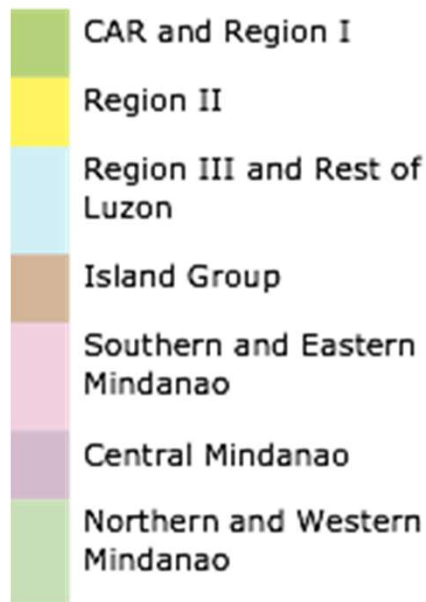 CAR and Region I
Region II
Region III and Rest of
Luzon
Island Group
Southern and Eastern
Mindanao
Central Mindanao
Northern and Western
Mindanao